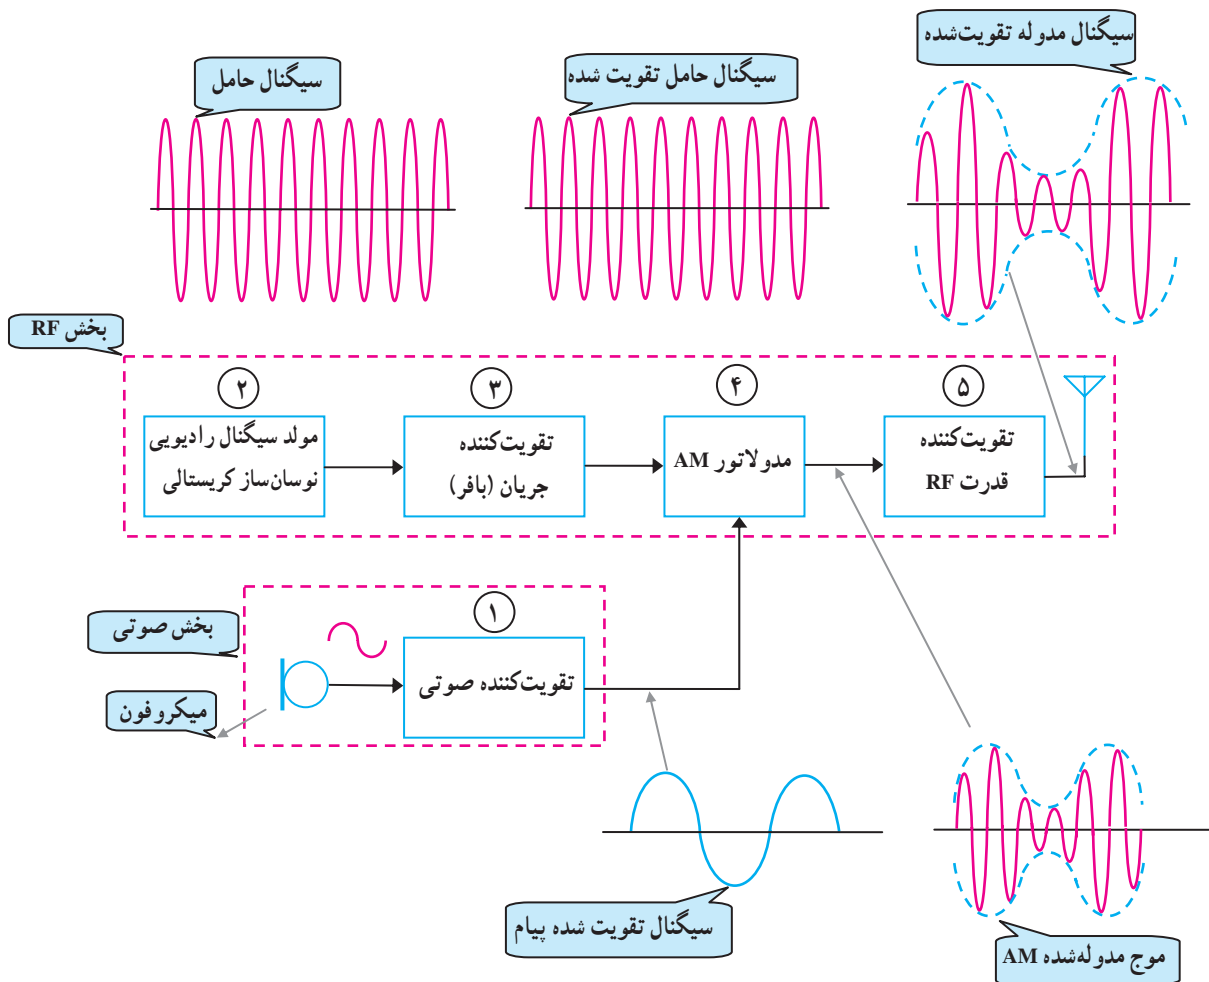 سیگنال مدوله تقویت‌شده
سیگنال حامل تقویت شده
سیگنال حامل
بخش RF
۲
۳
۴
۵
مولد سیگنال رادیویی
نوسان‌ساز کریستالی
تقویت‌کننده
جریان (بافر)
مدولاتور AM
تقویت‌کننده
قدرت RF
بخش صوتی
۱
تقویت‌کننده صوتی
میکروفون
سیگنال تقویت شده پیام
موج مدوله‌شده AM